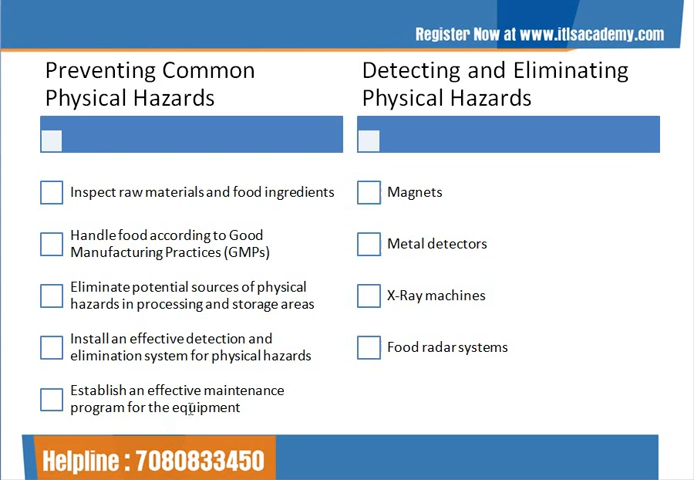 Register Now at www.itlsacademy.com
Preventing Common
Physical Hazards
Inspect raw materials and food ingredients
Handle food according to Good
Manufacturing Practices (GMPs)
Eliminate potential sources of physical
hazards in processing and storage areas
Install an effective detection and
elimination system for physical hazards
Establish an effective maintenance
program for the equipment
Detecting and Eliminating
Physical Hazards
Magnets
Metal detectors
X-Ray machines
Food radar systems
Helpline : 7080833450